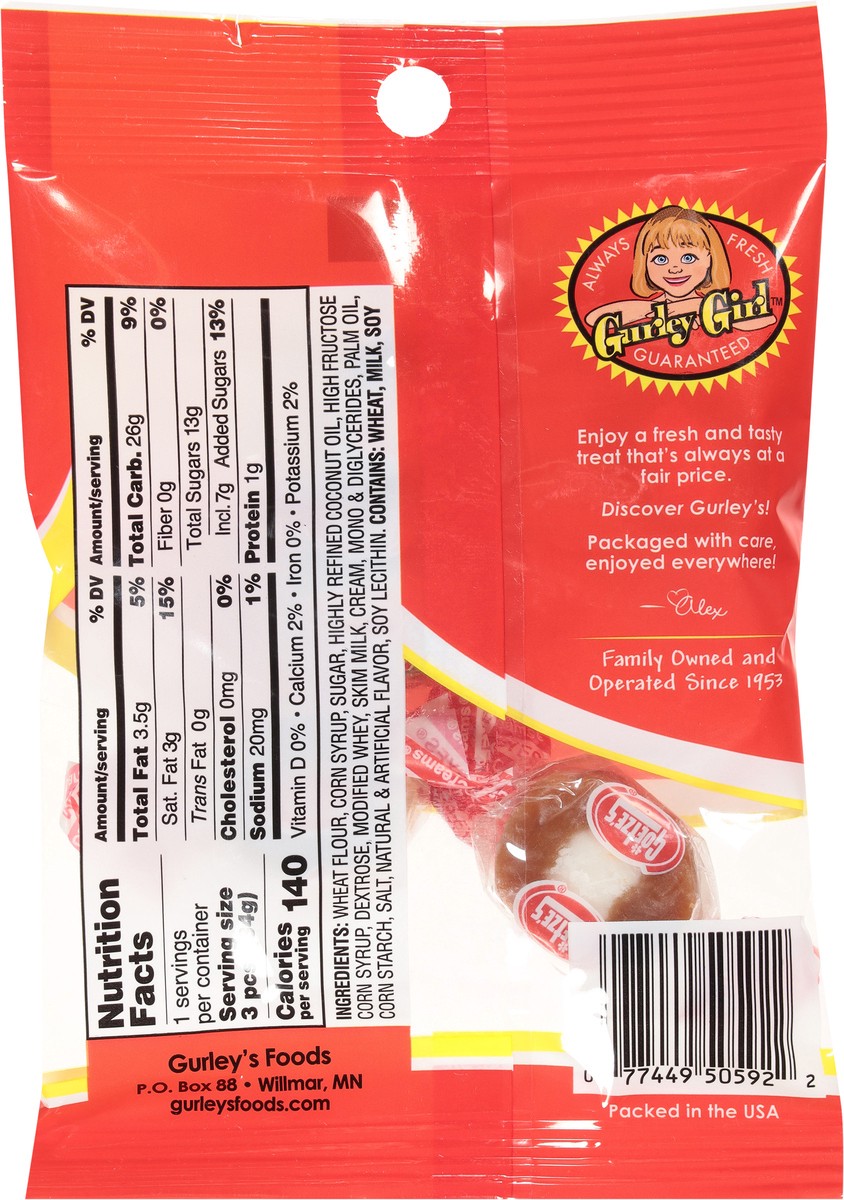 ALWAYS FRESH
Gurley Girl™
GUARANTEED
Enjoy a fresh and tasty
treat that's always at a
fair price.
Discover Gurley's!
Packaged with care,
enjoyed everywhere!
—Alex
Family Owned and
Operated Since 1953
Nutrition
Facts
1 servings
per container
Serving size
3 pcs 34g)
Calories 140
per serving
Amount/serving % DV
Total Fat 3.5g 5%
Sat. Fat 3g 15%
Trans Fat 0g
Cholesterol 0mg 0%
Sodium 20mg 1%
Amount/serving % DV
Total Carb. 26g 9%
Fiber 0g 0%
Total Sugars 13g
Incl. 7g Added Sugars 13%
Protein 1g
Vitamin D 0% • Calcium 2% • Iron 0% • Potassium 2%
INGREDIENTS: WHEAT FLOUR, CORN SYRUP, SUGAR, HIGHLY REFINED COCONUT OIL, HIGH FRUCTOSE
CORN SYRUP, DEXTROSE, MODIFIED WHEY, SKIM MILK, CREAM, MONO & DIGLYCERIDES, PALM OIL,
CORN STARCH, SALT, NATURAL & ARTIFICIAL FLAVOR, SOY LECITHIN. CONTAINS: WHEAT, MILK, SOY
GOETZE'S
GOETZE'S®
Gurley's Foods
P.O. Box 88 • Willmar, MN
gurleysfoods.com
0 77449 50592 2
Packed in the USA